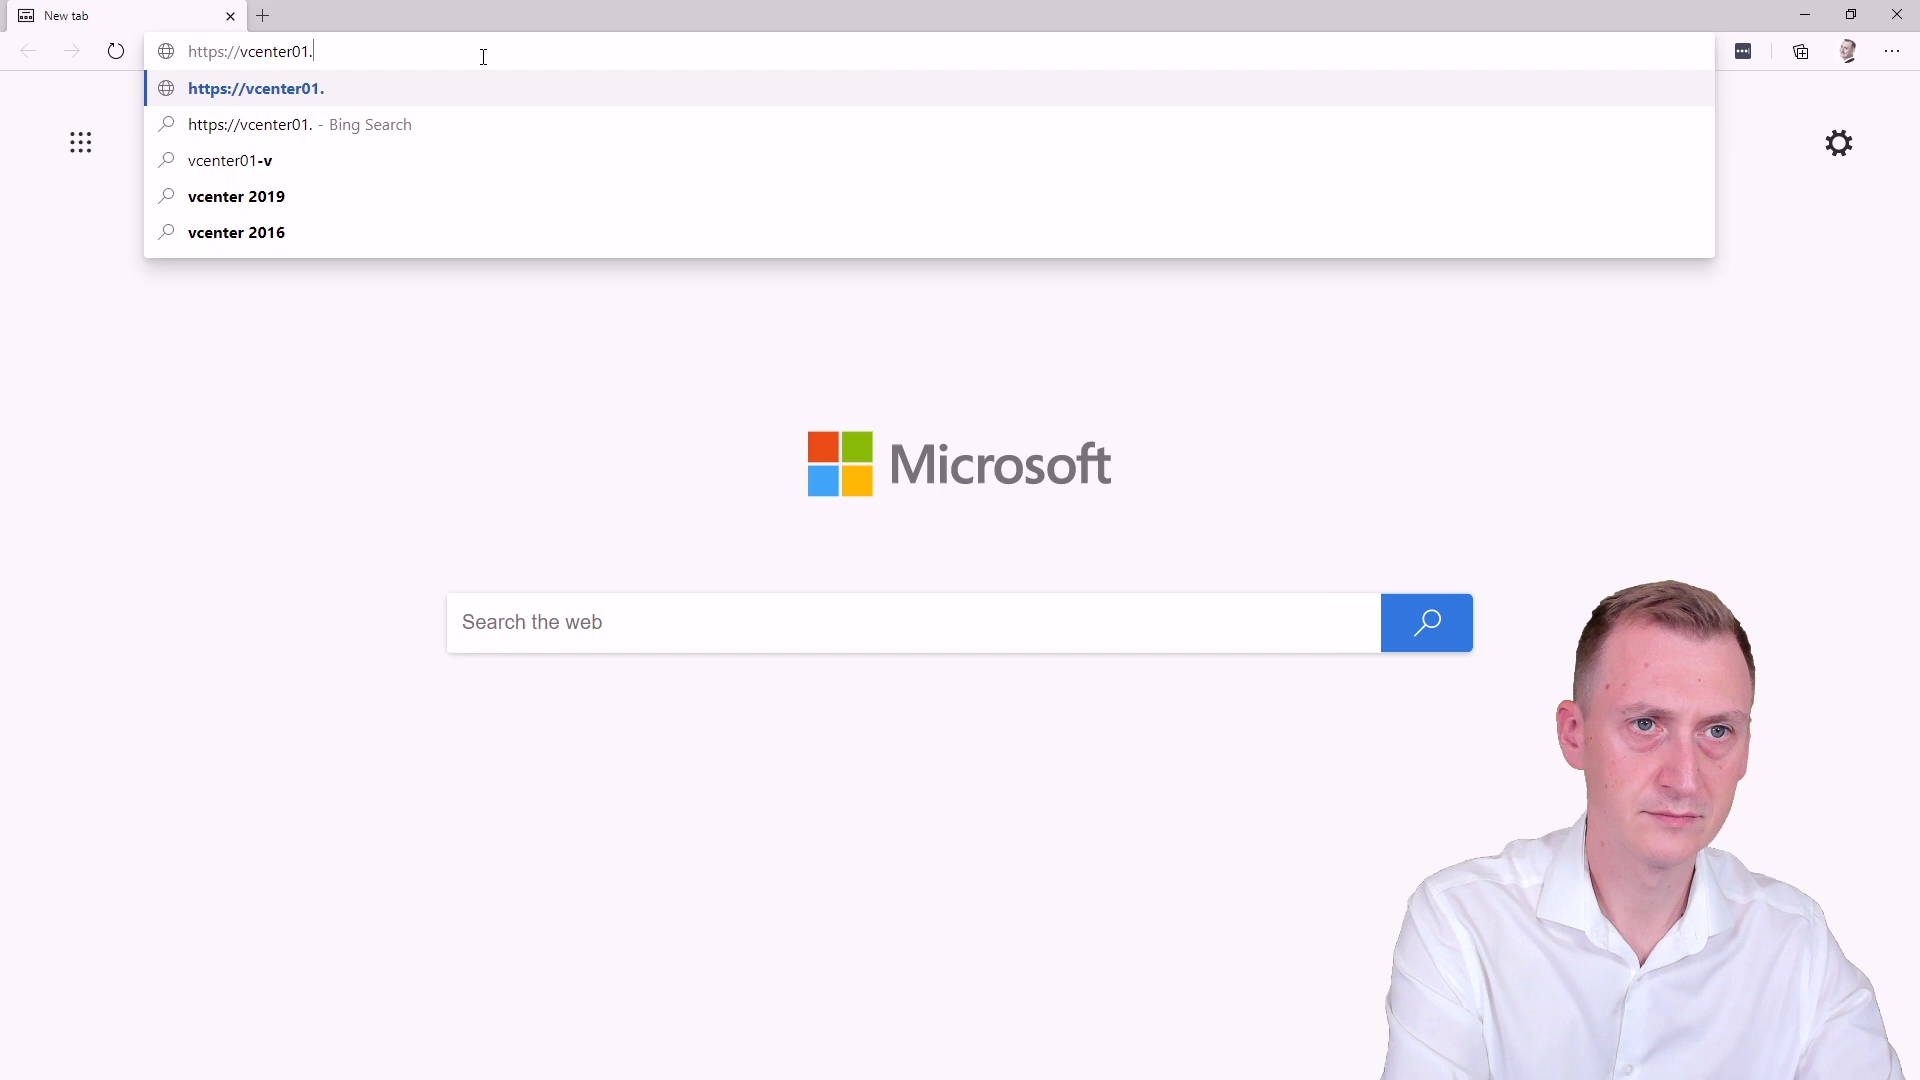 New tab
https://vcenter01.
https://vcenter01.
https://vcenter01. - Bing Search
vcenter01-v
vcenter 2019
vcenter 2016
Microsoft
Search the web